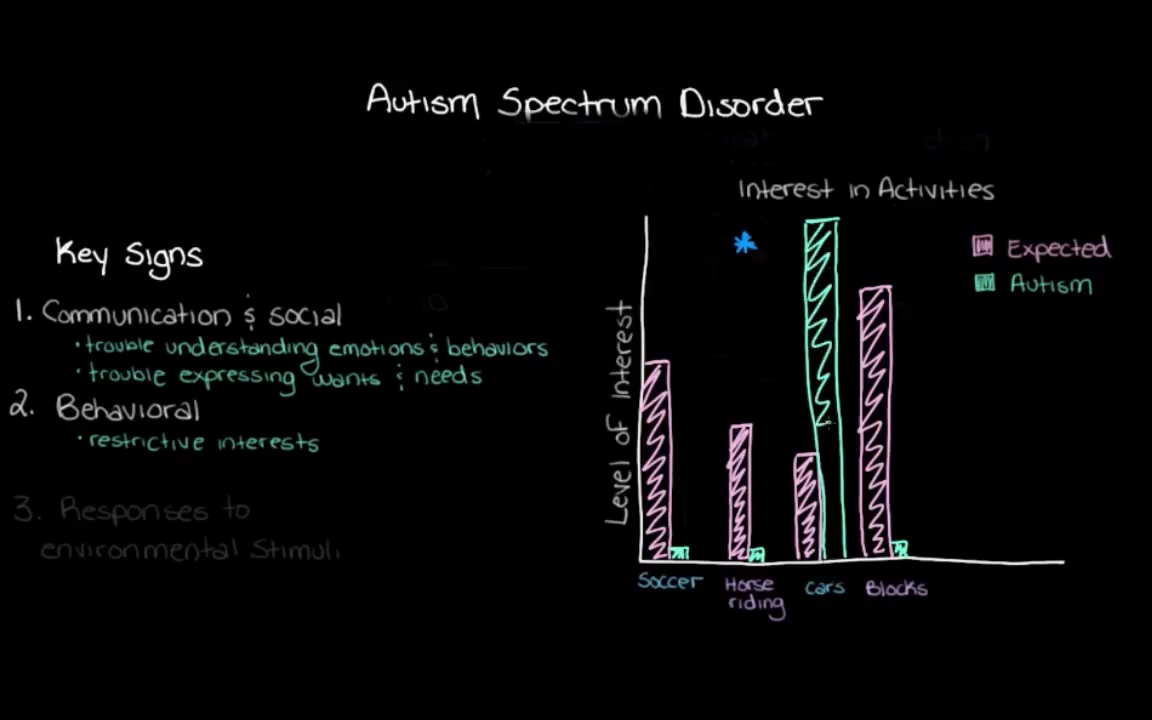 Autism Spectrum Disorder
Key Signs
1. Communication & social
• trouble understanding emotions & behaviors
• trouble expressing wants & needs
2. Behavioral
• restrictive interests
3. Responses to
environmental stimuli
Interest in Activities
Expected
Autism
Level of Interest
Soccer
Horse
riding
Cars
Blocks